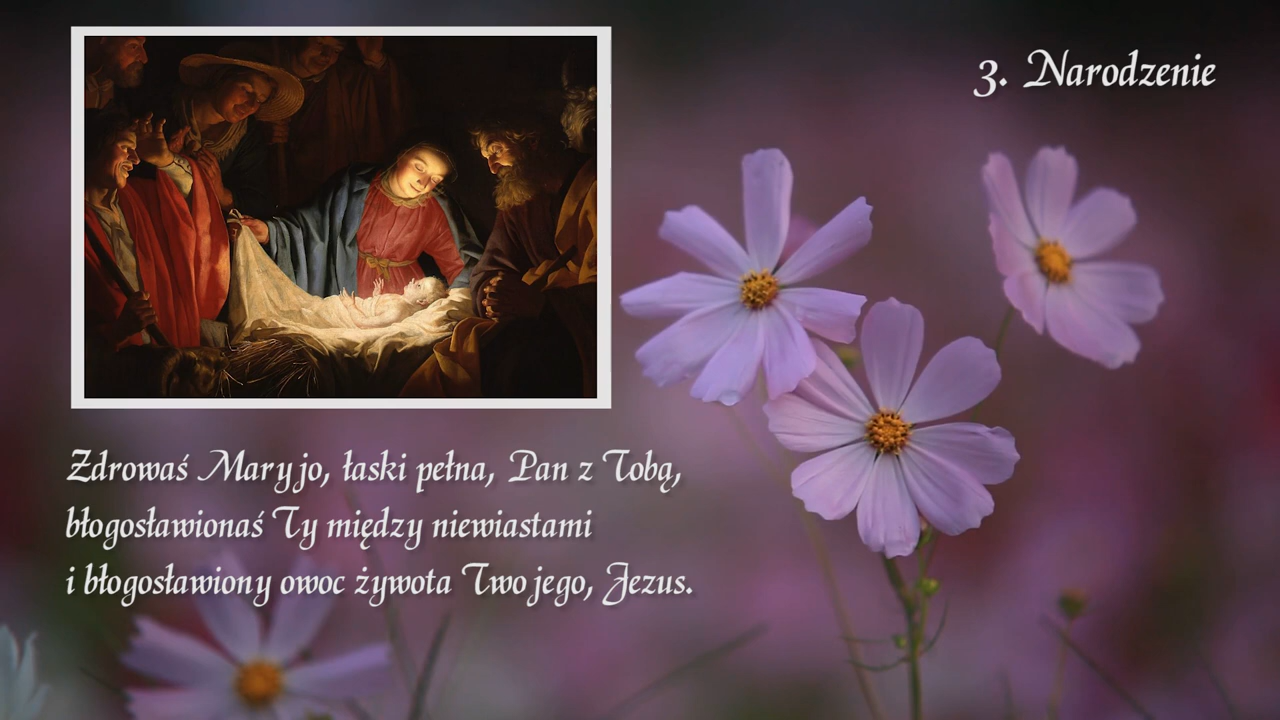 3. Narodzenie
Zdrowaś Maryjo, łaski pełna, Pan z Tobą,
błogosławionaś Ty między niewiastami
i błogosławiony owoc żywota Twojego, Jezus.